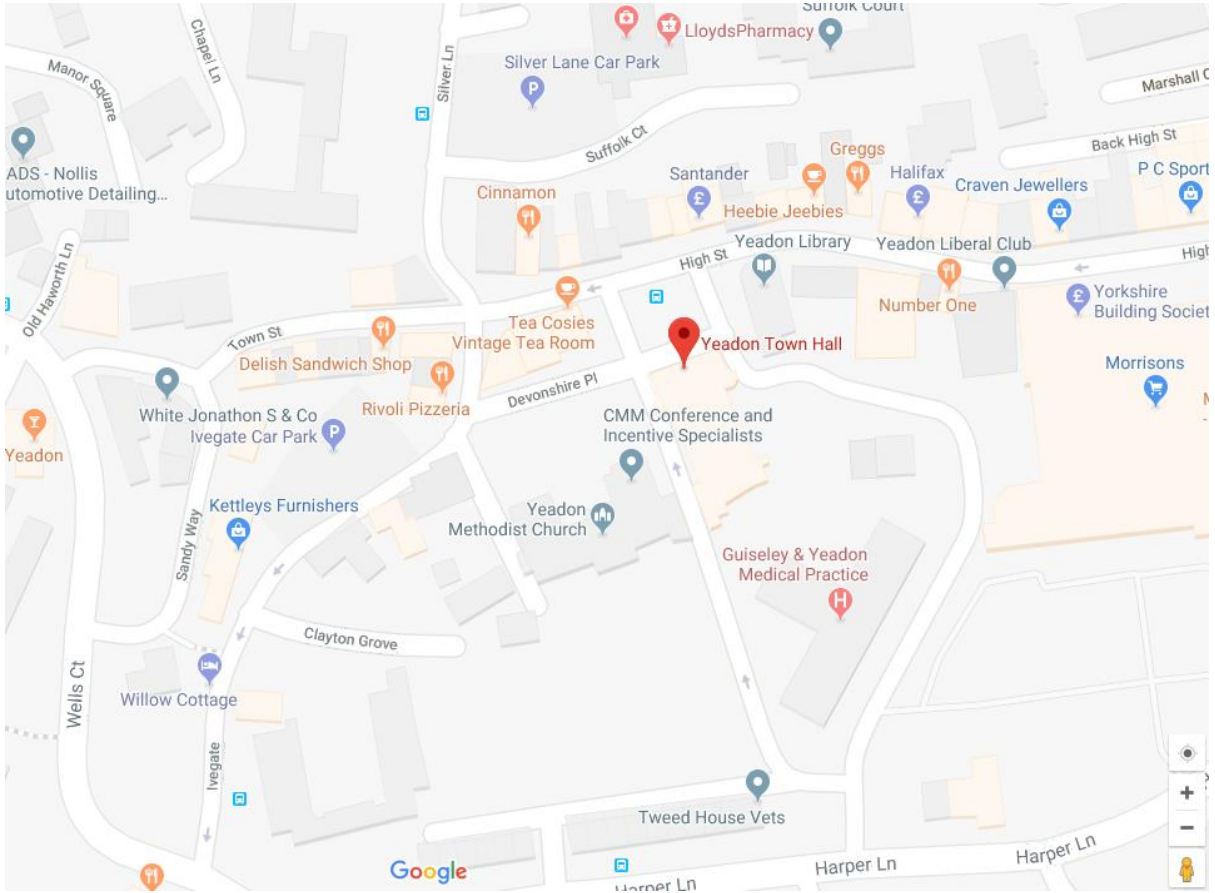 Suffolk Court
LloydsPharmacy
Chapel Ln
Silver Ln
Silver Lane Car Park
P
Manor Square
Marshall C
Suffolk Ct
Back High St
ADS - Nollis
utomotive Detailing...
Greggs
Santander
£
Halifax
£
P C Sport
Craven Jewellers
Cinnamon
Heebie Jeebies
Yeadon Library
Yeadon Liberal Club
High St
High
Old Haworth Ln
Number One
Yorkshire
Building Societ
£
Tea Cosies
Vintage Tea Room
Town St
Yeadon Town Hall
Delish Sandwich Shop
Morrisons
Devonshire Pl
Rivoli Pizzeria
White Jonathon S & Co
Ivegate Car Park
P
CMM Conference and
Incentive Specialists
Yeadon
Kettleys Furnishers
Yeadon
Methodist Church
Sandy Way
Guiseley & Yeadon
Medical Practice
H
Clayton Grove
Wells Ct
Willow Cottage
Ivegate
Tweed House Vets
Google
Harper Ln
Harper Ln
Harper Ln
+
−